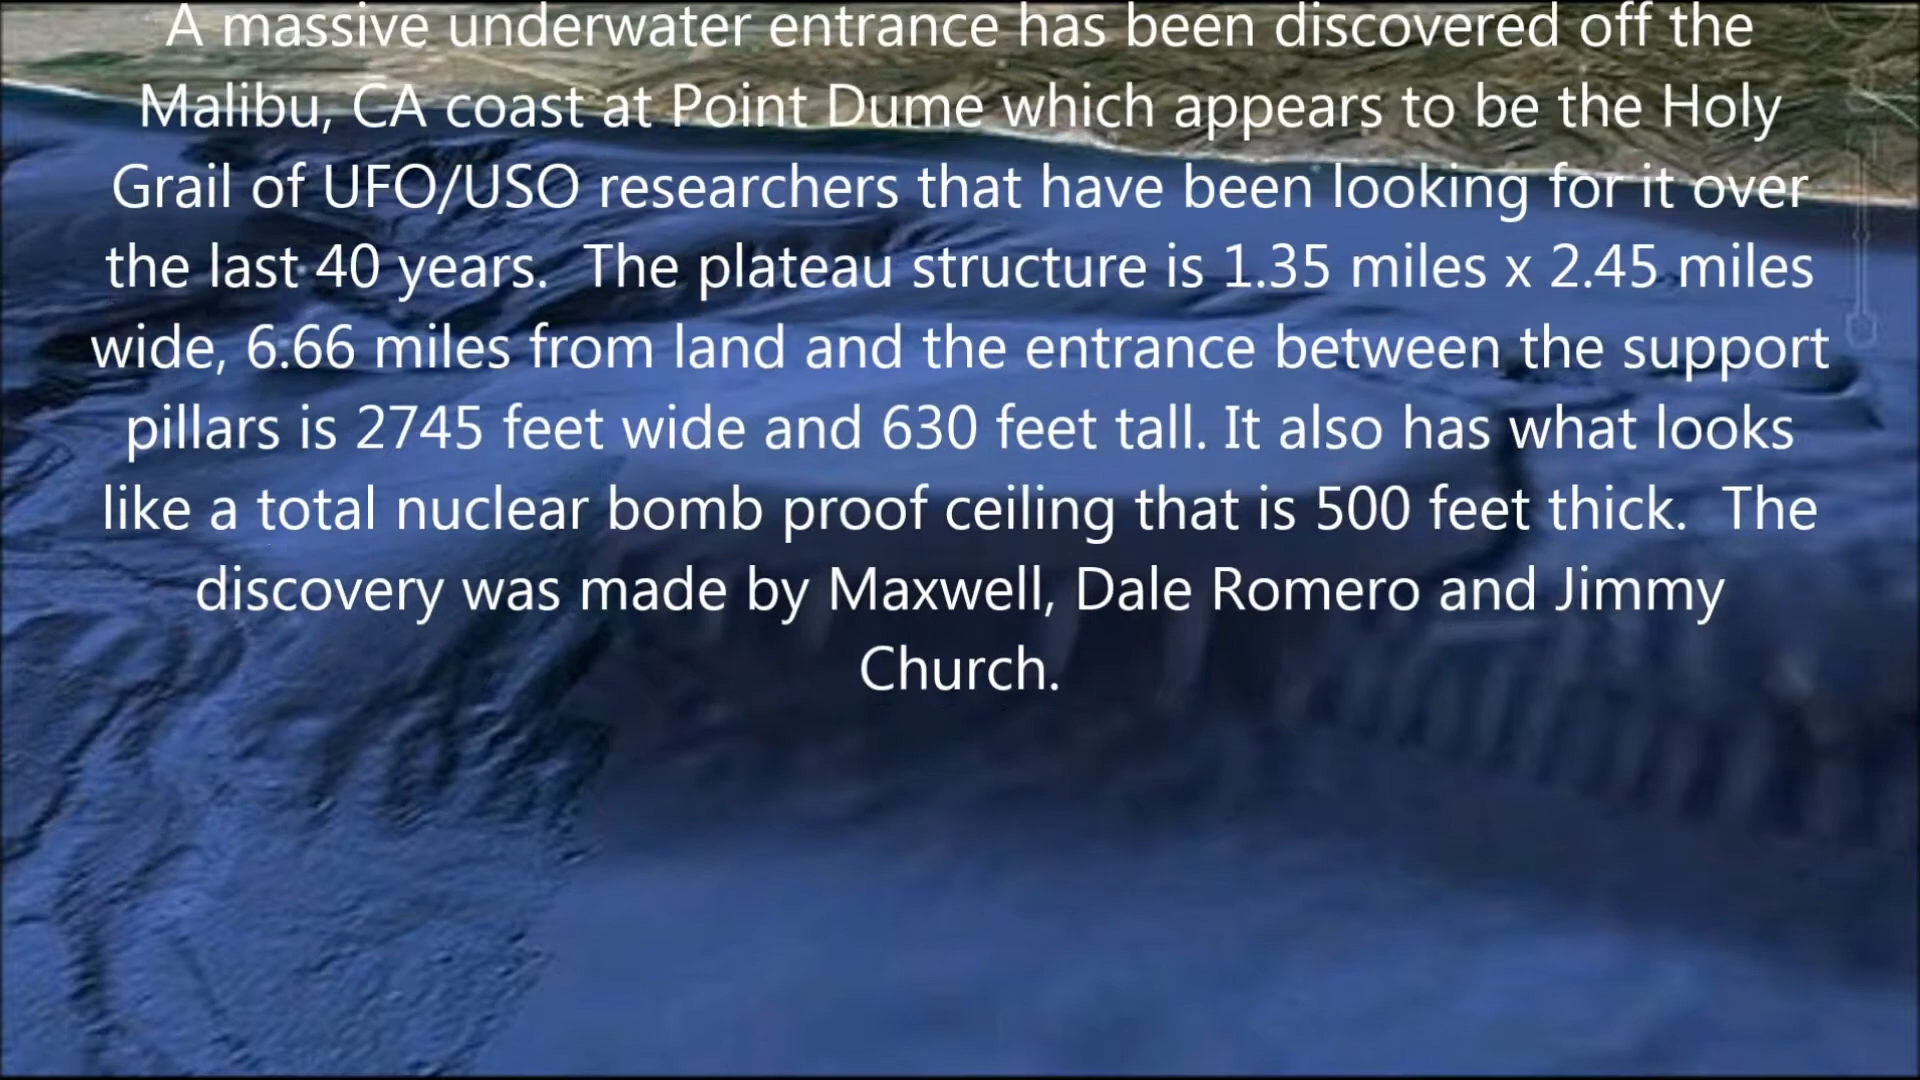 A massive underwater entrance has been discovered off the
Malibu, CA coast at Point Dume which appears to be the Holy
Grail of UFO/USO researchers that have been looking for it over
the last 40 years.  The plateau structure is 1.35 miles x 2.45 miles
wide, 6.66 miles from land and the entrance between the support
pillars is 2745 feet wide and 630 feet tall. It also has what looks
like a total nuclear bomb proof ceiling that is 500 feet thick.  The
discovery was made by Maxwell, Dale Romero and Jimmy
Church.